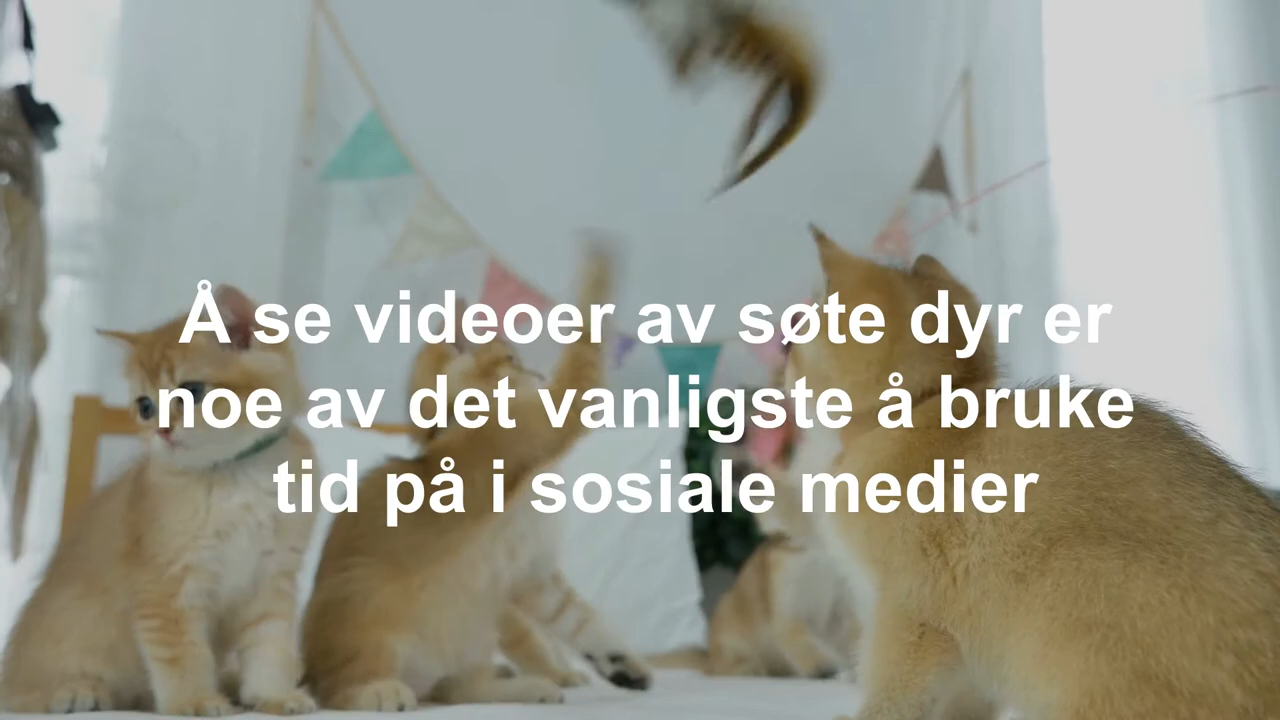 Å se videoer av søte dyr er
noe av det vanligste å bruke
tid på i sosiale medier